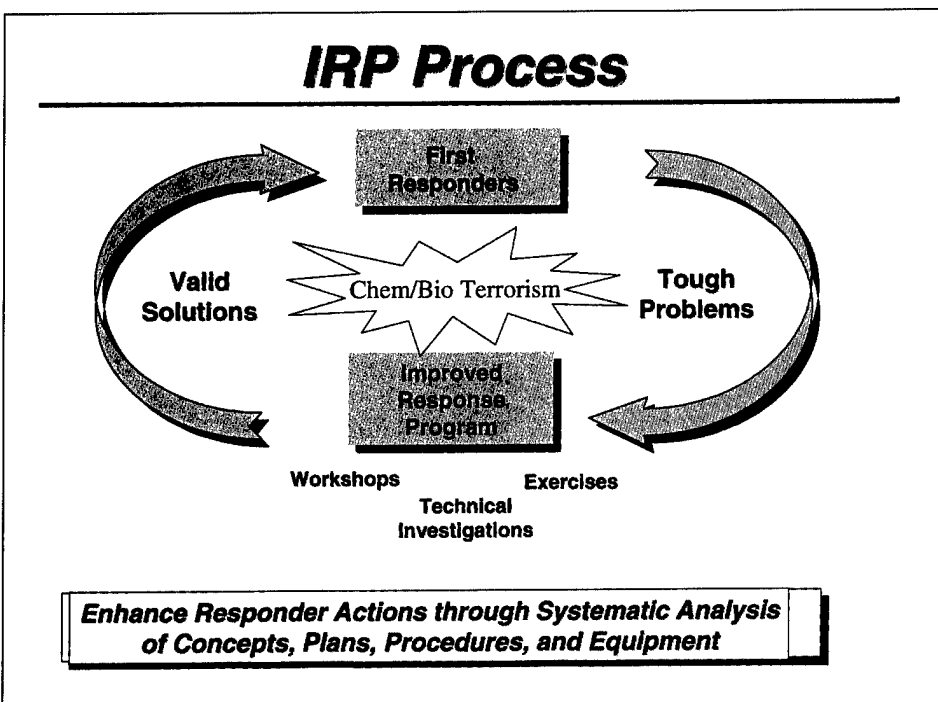 IRP Process
First
Responders
Valid
Solutions
Chem/Bio Terrorism
Tough
Problems
Improved
Response
Program
Workshops
Exercises
Technical
Investigations
Enhance Responder Actions through Systematic Analysis
of Concepts, Plans, Procedures, and Equipment